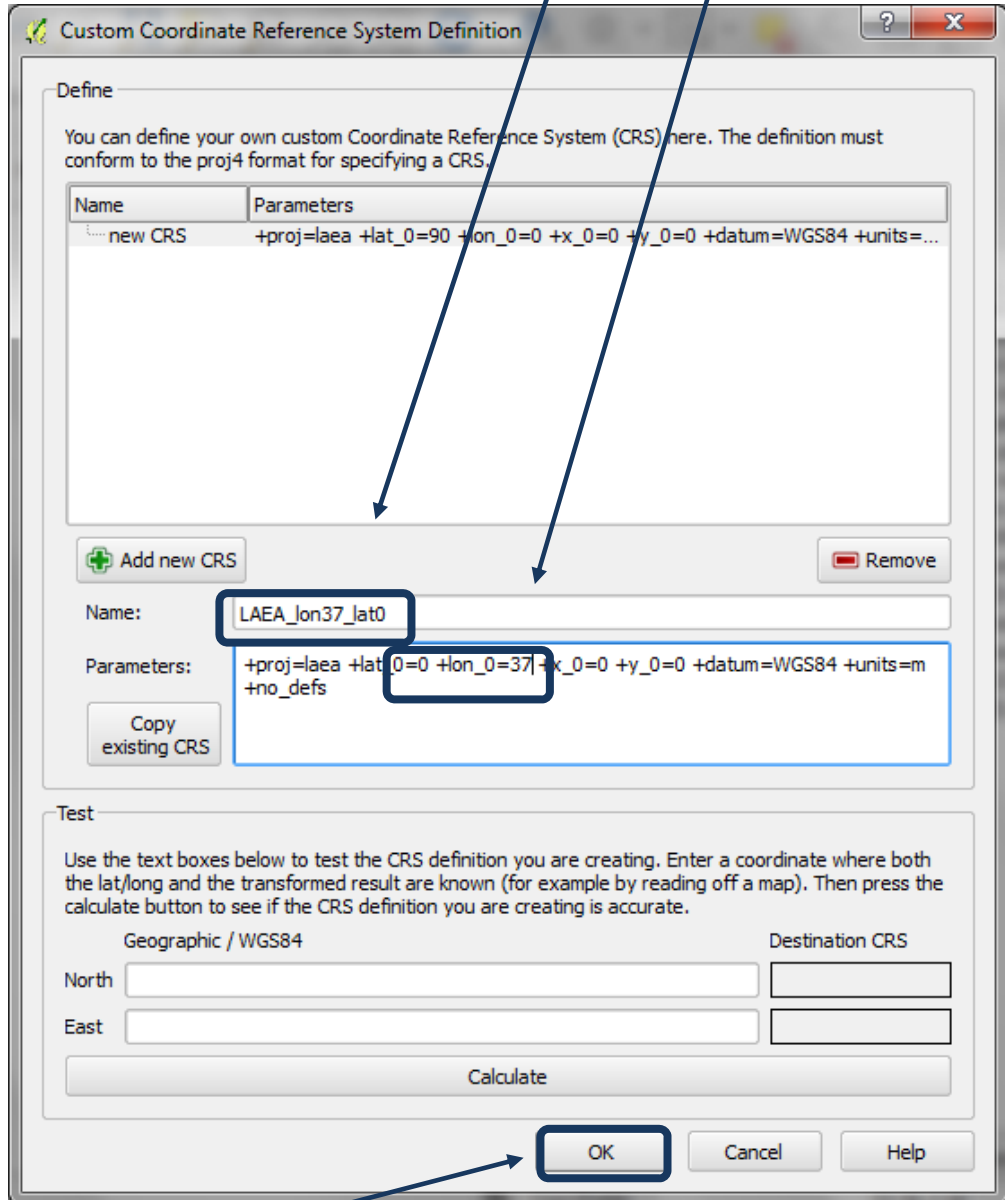 Custom Coordinate Reference System Definition
Define
You can define your own custom Coordinate Reference System (CRS) here. The definition must
conform to the proj4 format for specifying a CRS.
Name Parameters
new CRS +proj=laea +lat_0=90 +lon_0=0 +x_0=0 +y_0=0 +datum=WGS84 +units=...
Add new CRS Remove
Name: LAEA_lon37_lat0
Parameters: +proj=laea +lat_0=0 +lon_0=37 +x_0=0 +y_0=0 +datum=WGS84 +units=m
+no_defs
Copy
existing CRS
Test
Use the text boxes below to test the CRS definition you are creating. Enter a coordinate where both
the lat/long and the transformed result are known (for example by reading off a map). Then press the
calculate button to see if the CRS definition you are creating is accurate.
Geographic / WGS84 Destination CRS
North
East
Calculate
OK Cancel Help